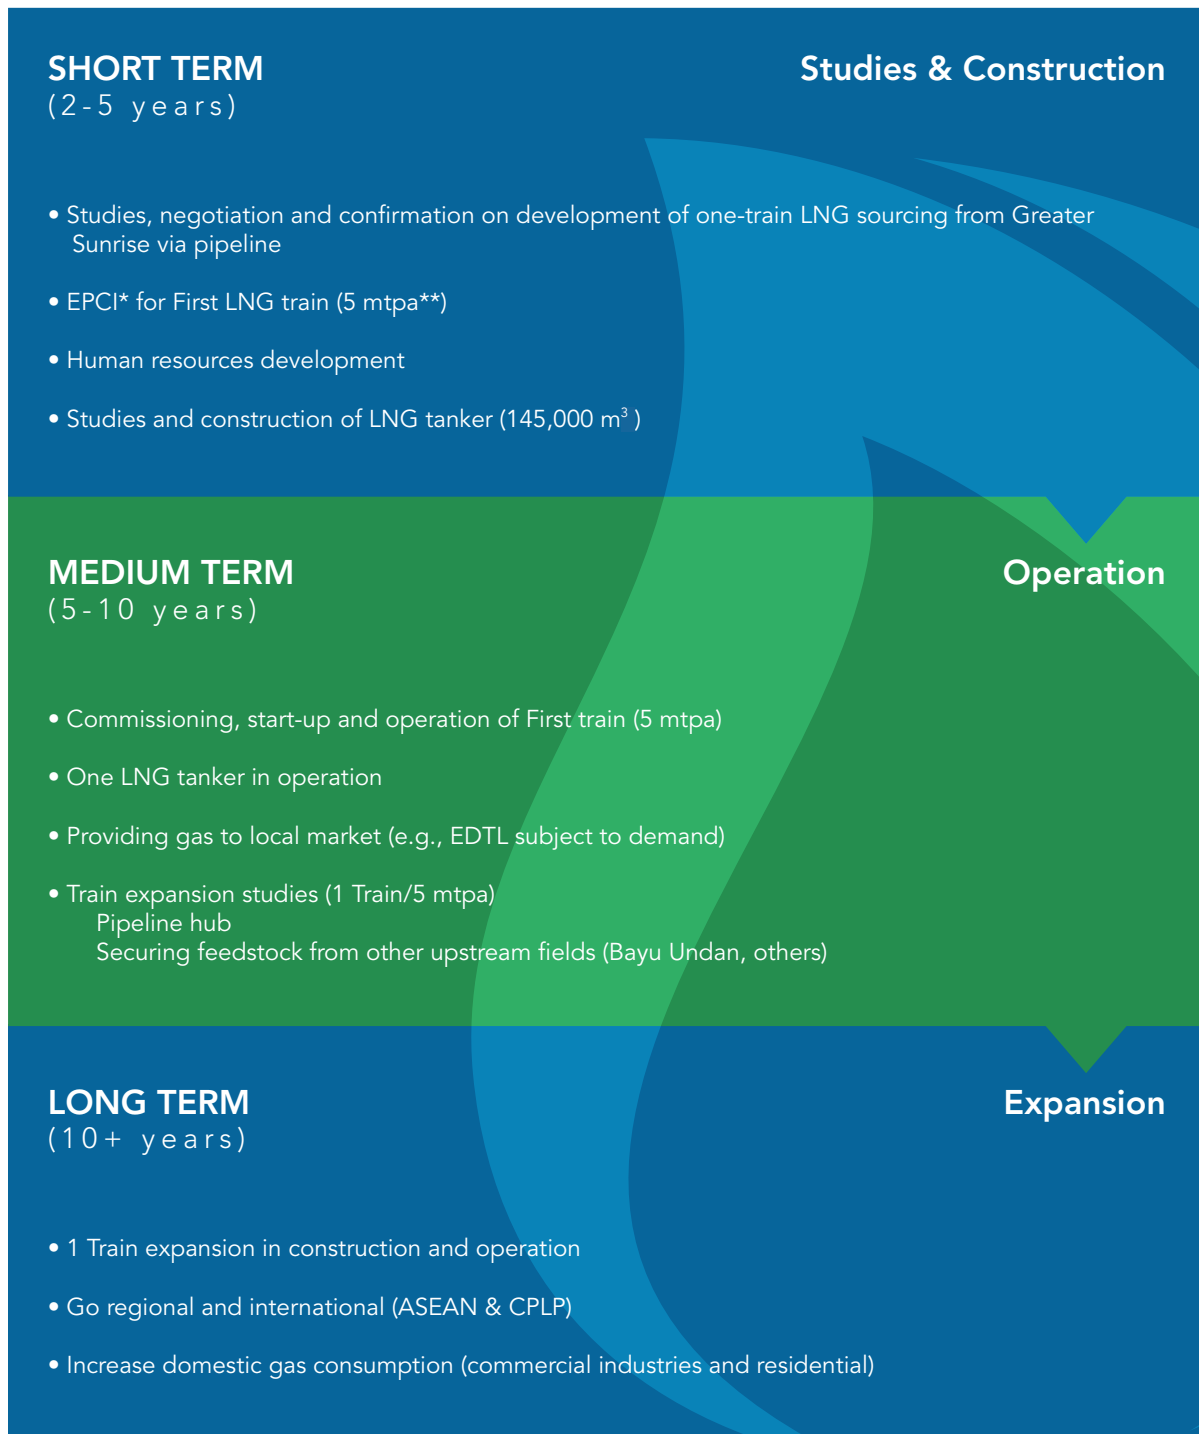 SHORT TERM
Studies & Construction
(2-5 years)
• Studies, negotiation and confirmation on development of one-train LNG sourcing from Greater
Sunrise via pipeline
• EPCI* for First LNG train (5 mtpa**)
• Human resources development
• Studies and construction of LNG tanker (145,000 m³ )
MEDIUM TERM
Operation
(5-10 years)
• Commissioning, start-up and operation of First train (5 mtpa)
• One LNG tanker in operation
• Providing gas to local market (e.g., EDTL subject to demand)
• Train expansion studies (1 Train/5 mtpa)
Pipeline hub
Securing feedstock from other upstream fields (Bayu Undan, others)
LONG TERM
Expansion
(10+ years)
• 1 Train expansion in construction and operation
• Go regional and international (ASEAN & CPLP)
• Increase domestic gas consumption (commercial industries and residential)